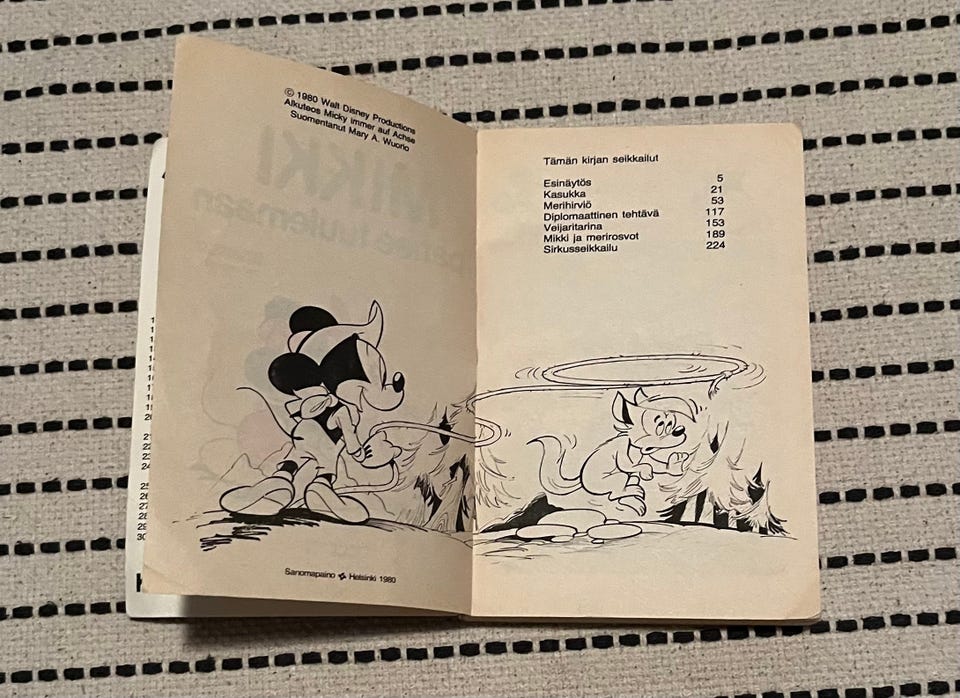 © 1980 Walt Disney Productions
Alkuteos Micky immer auf Achse
Suomentanut Mary A. Wuorio
Sanomapaino Helsinki 1980
Tämän kirjan seikkailut
Esinäytös 5
Kasukka 21
Merihirviö 53
Diplomaattinen tehtävä 117
Veijaritarina 153
Mikki ja merirosvot 189
Sirkusseikkailu 224